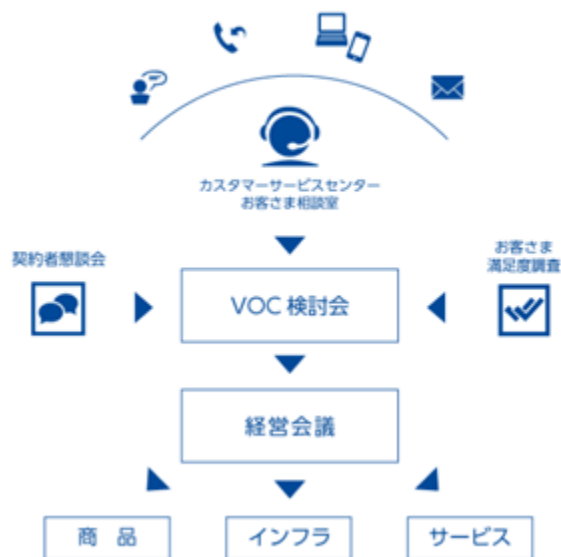 カスタマーサービスセンター
お客さま相談室
契約者懇談会
お客さま
満足度調査
VOC 検討会
経営会議
商品
インフラ
サービス